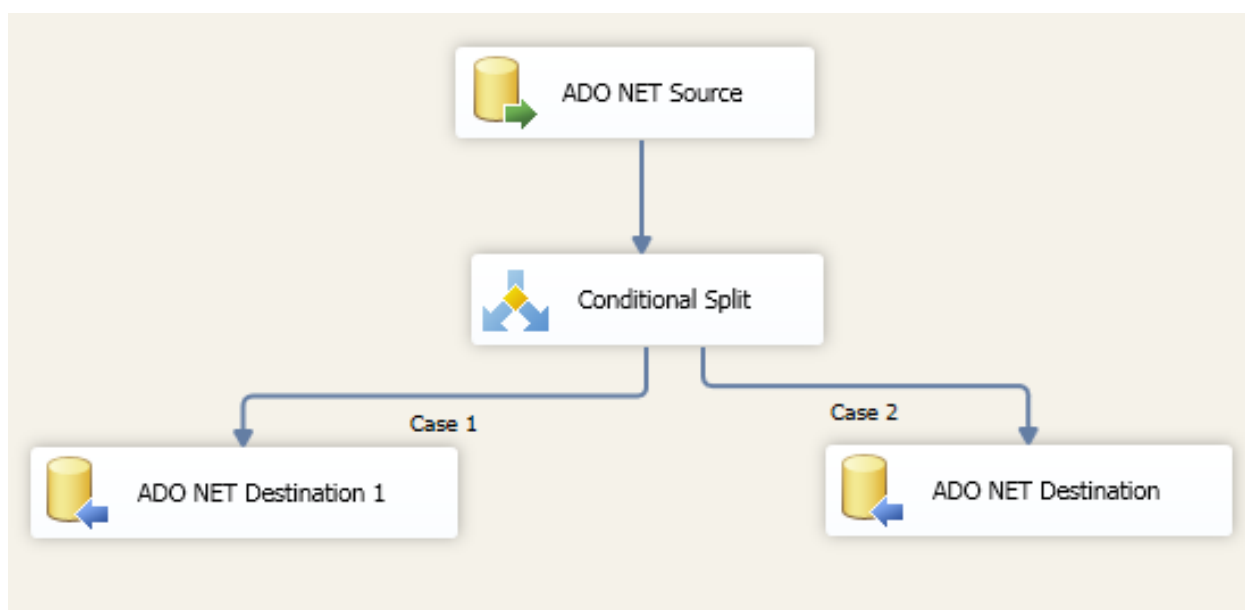 ADO NET Source
Conditional Split
Case 1
Case 2
ADO NET Destination 1
ADO NET Destination